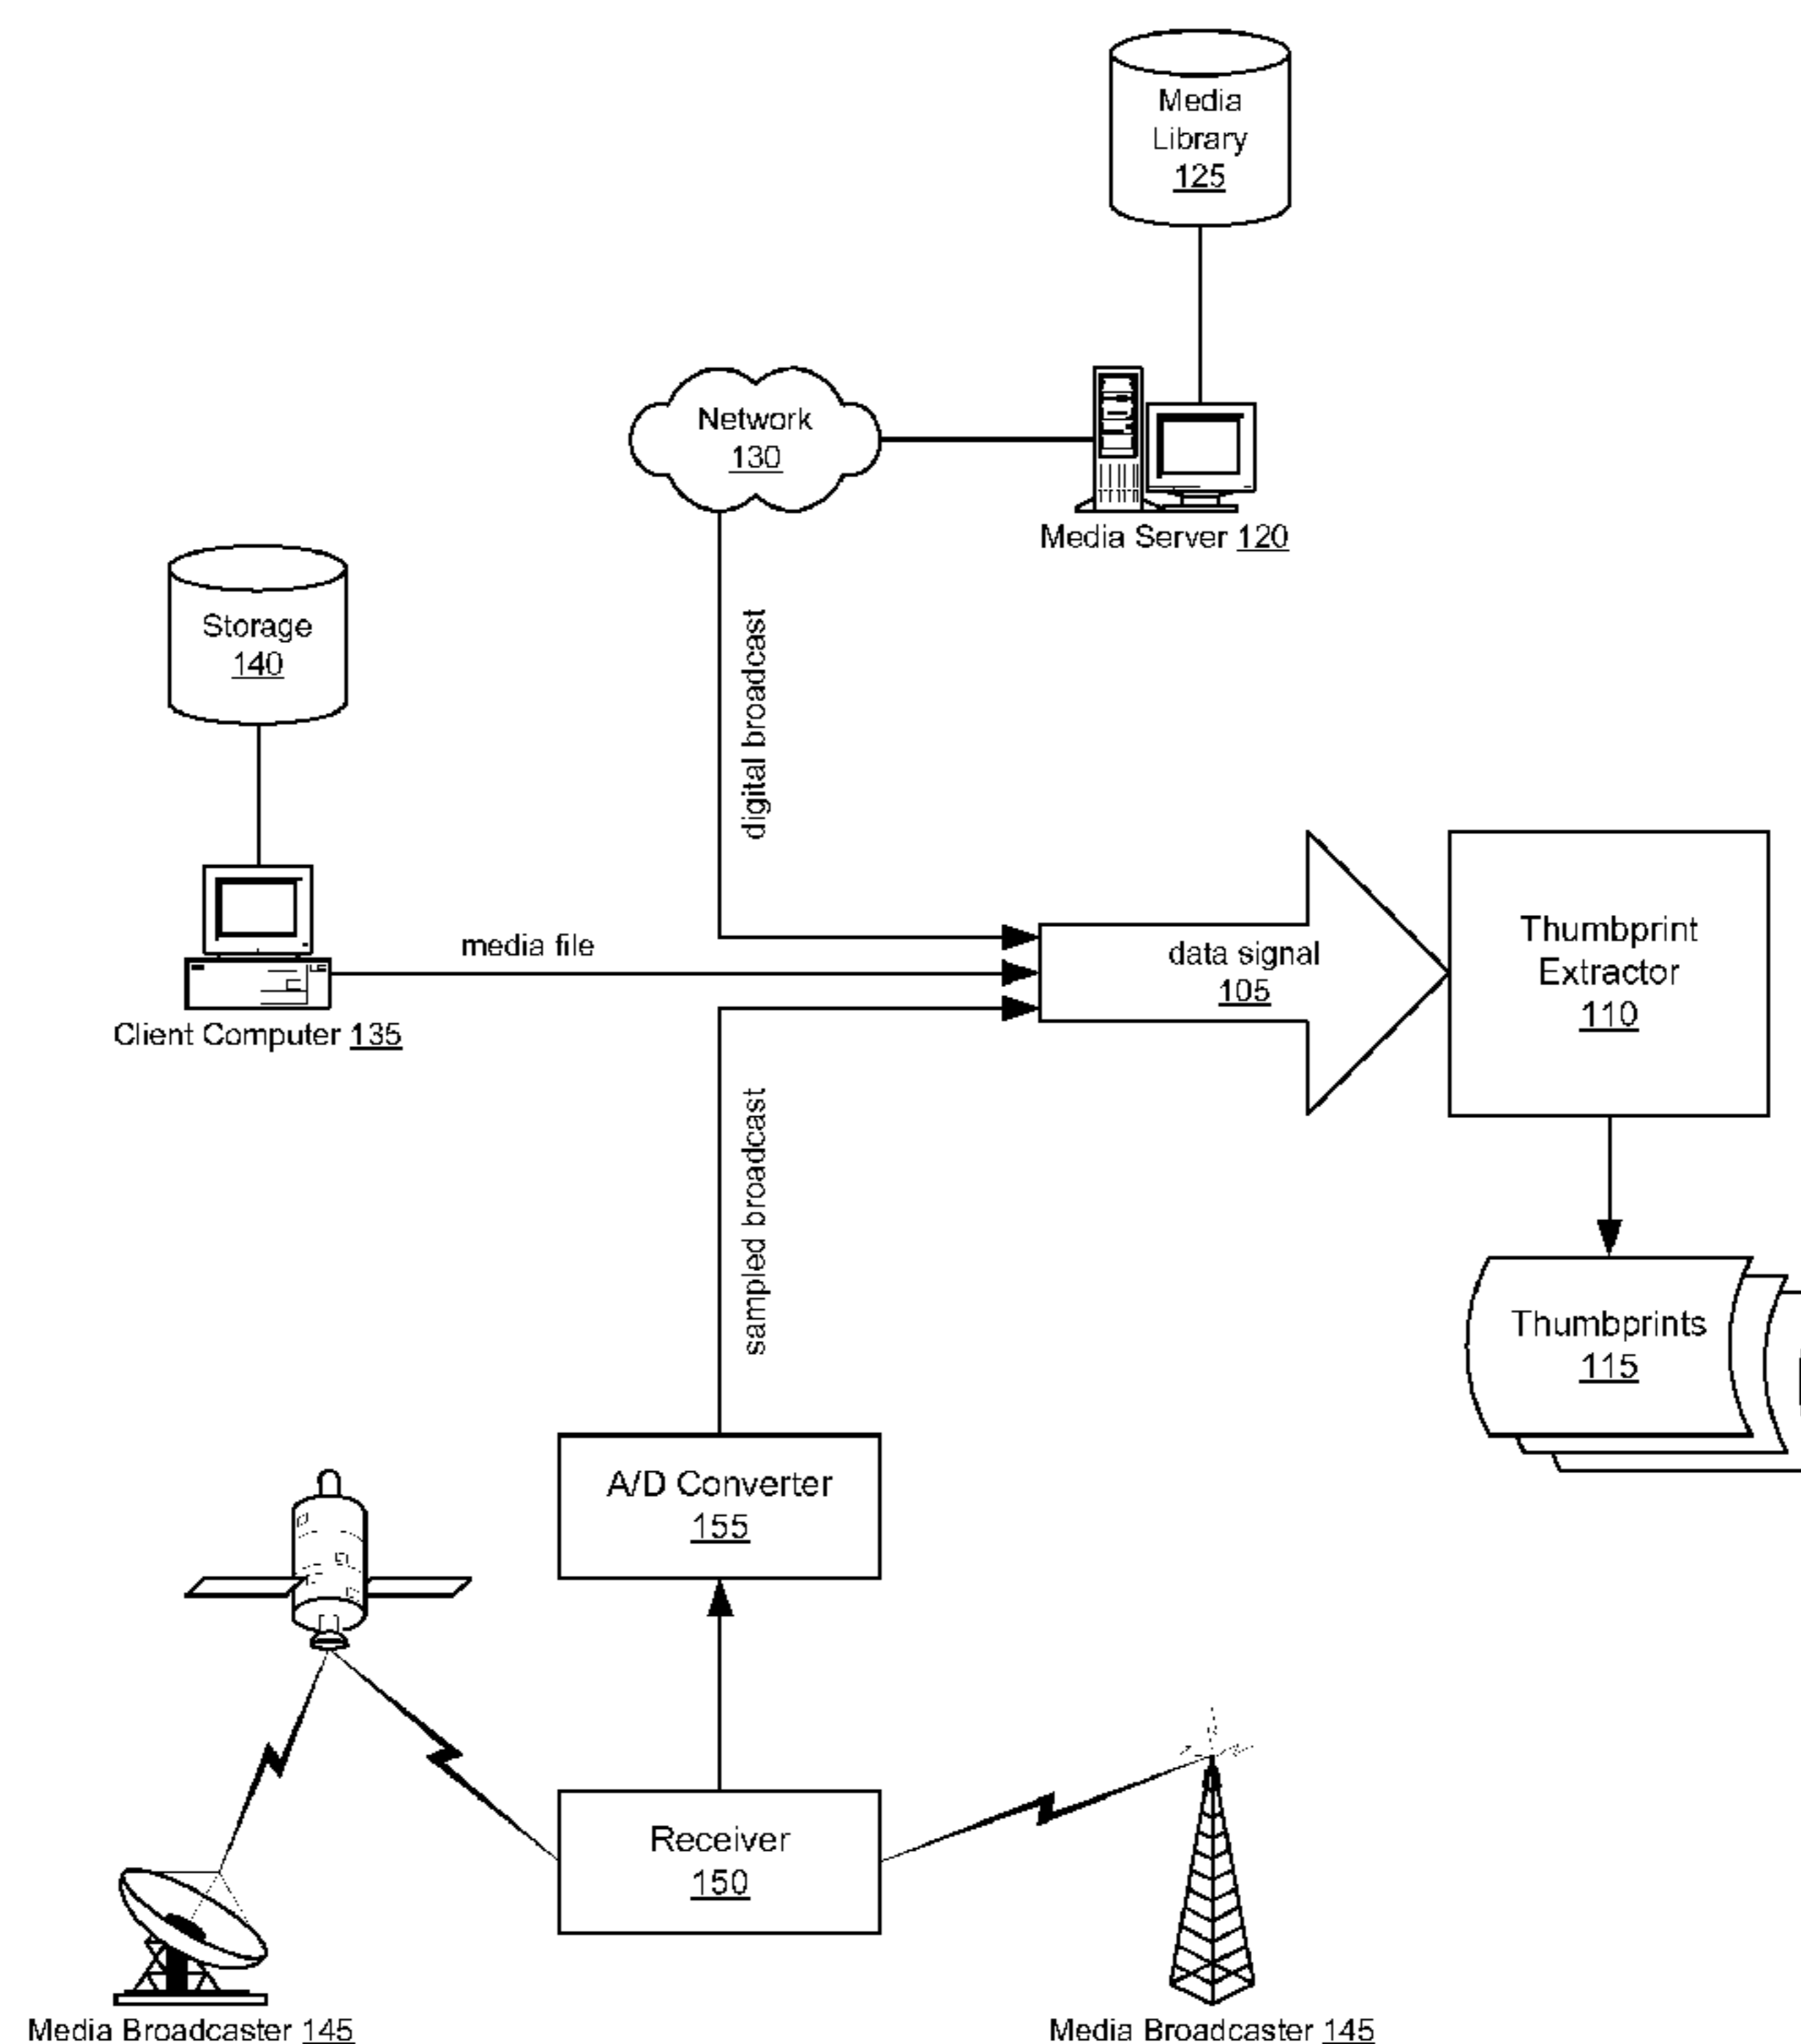 Media
Library
125
Network
130
Media Server 120
Storage
140
digital broadcast
media file
Client Computer 135
data signal
105
Thumbprint
Extractor
110
sampled broadcast
Thumbprints
115
A/D Converter
155
Receiver
150
Media Broadcaster 145
Media Broadcaster 145